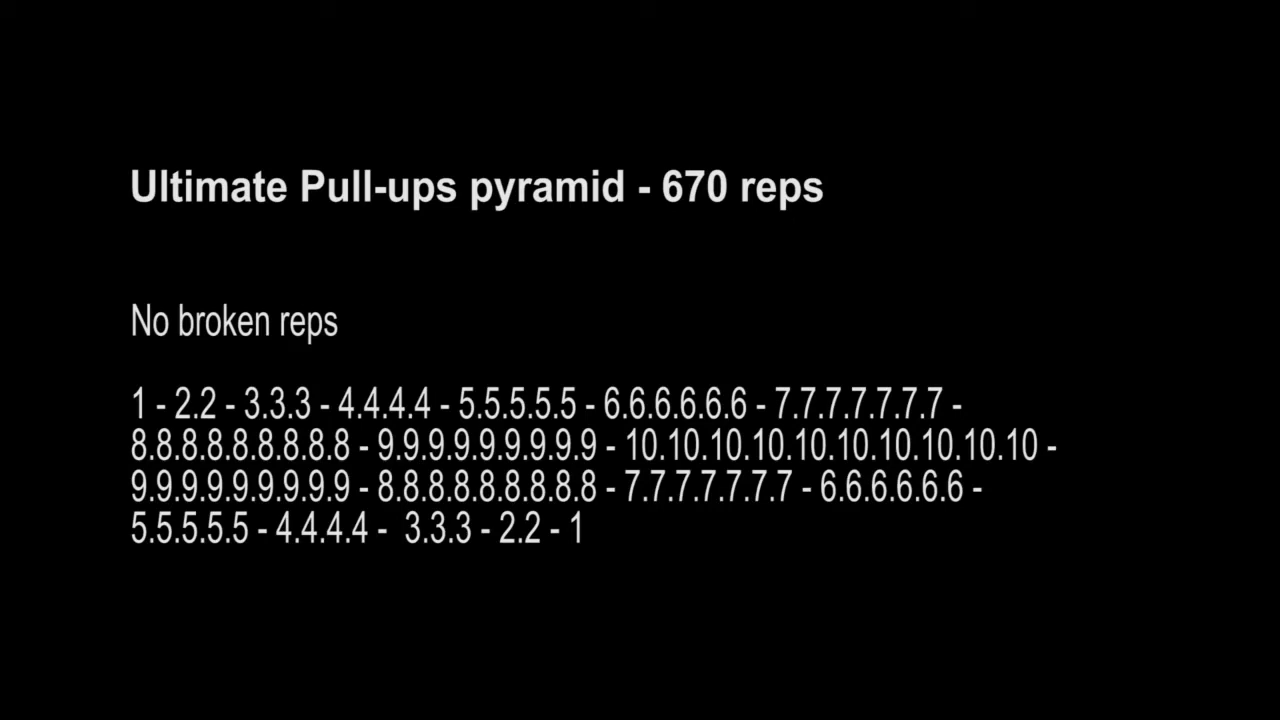 Ultimate Pull-ups pyramid - 670 reps
No broken reps
1 - 2.2 - 3.3.3 - 4.4.4.4 - 5.5.5.5.5 - 6.6.6.6.6.6 - 7.7.7.7.7.7.7 -
8.8.8.8.8.8.8.8.8 - 9.9.9.9.9.9.9.9.9 - 10.10.10.10.10.10.10.10.10.10 -
9.9.9.9.9.9.9.9.9 - 8.8.8.8.8.8.8.8.8 - 7.7.7.7.7.7.7 - 6.6.6.6.6.6 -
5.5.5.5.5 - 4.4.4.4 -  3.3.3 - 2.2 - 1